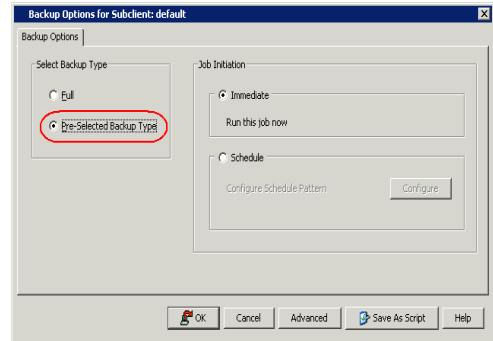 Backup Options for Subclient: default
Backup Options
Select Backup Type
Full
Pre-Selected Backup Type
Job Initiation
Immediate
Run this job now
Schedule
Configure Schedule Pattern
Configure
OK
Cancel
Advanced
Save As Script
Help